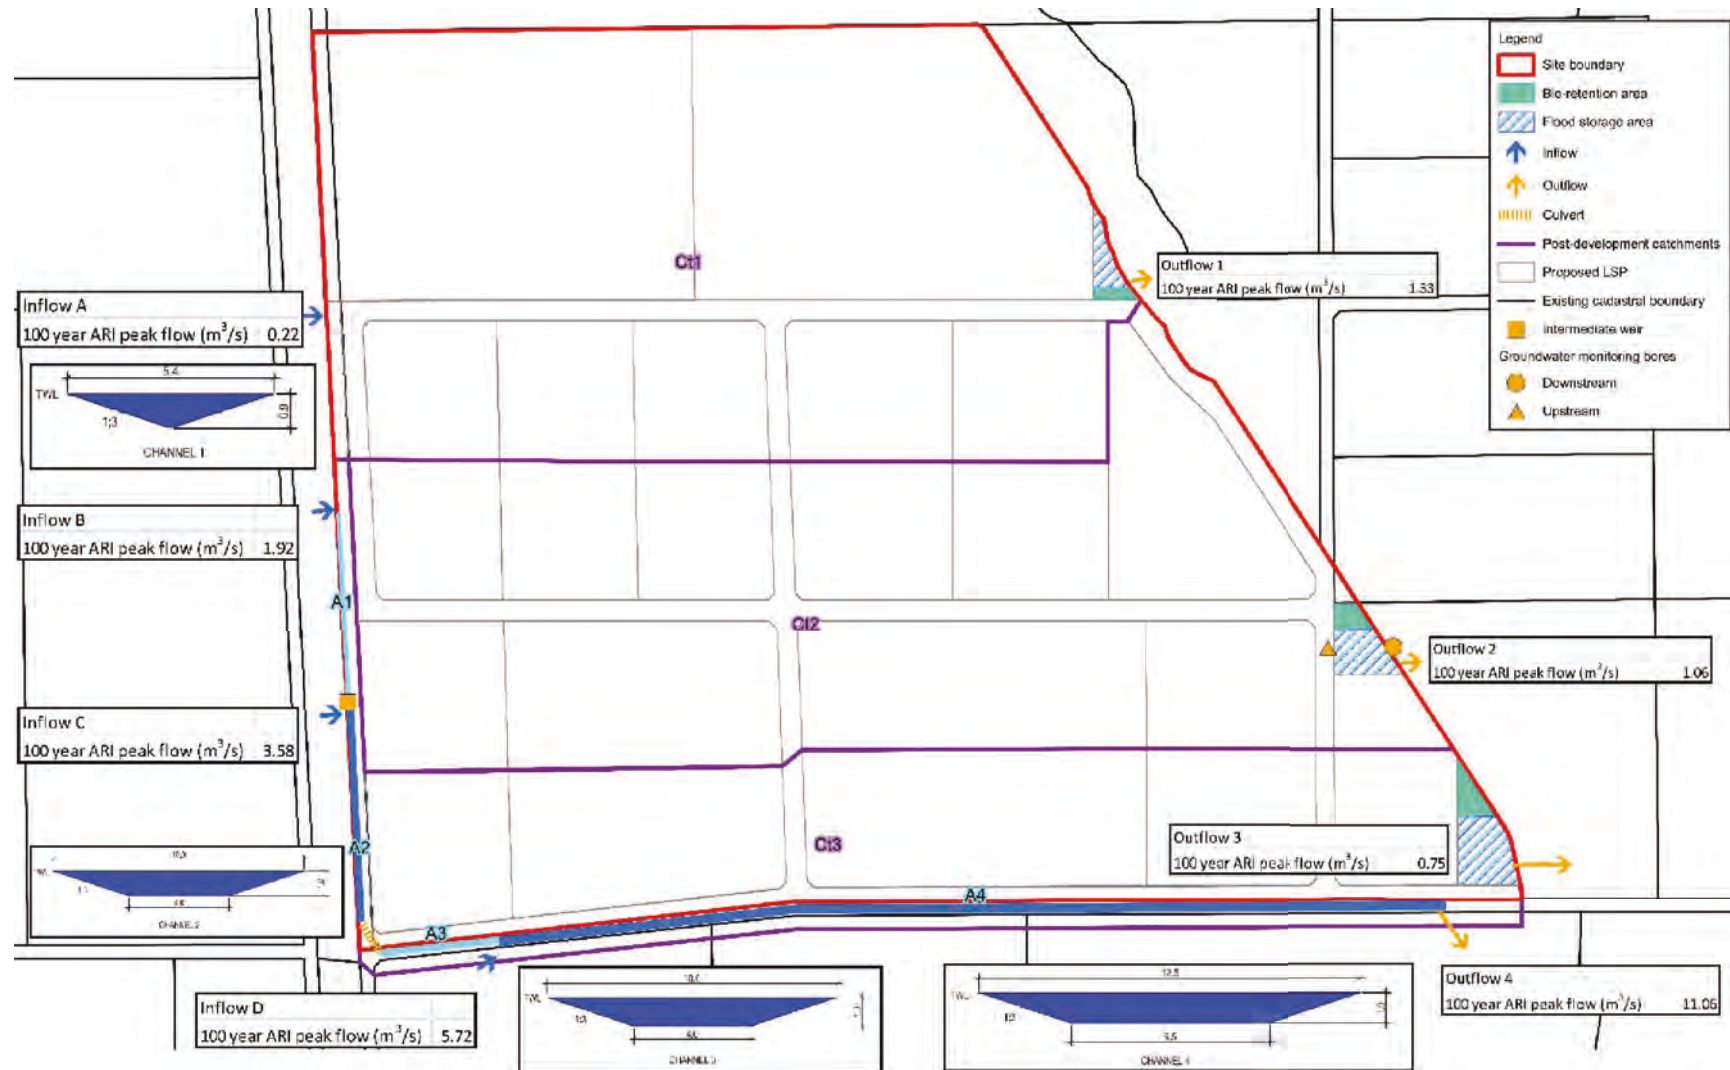 Legend
Site boundary
Bio-retention area
Flood storage area
Inflow
Outflow
Culvert
Post-development catchments
Proposed LSP
Existing cadastral boundary
Intermediate weir
Groundwater monitoring bores
Downstream
Upstream
Ct1
Outflow 1
100 year ARI peak flow (m³/s) 1.33
Inflow A
100 year ARI peak flow (m³/s) 0.22
5.4
TWL
0.9
1:3
CHANNEL 1
Inflow B
100 year ARI peak flow (m³/s) 1.92
A1
Ct2
Outflow 2
100 year ARI peak flow (m³/s) 1.06
Inflow C
100 year ARI peak flow (m³/s) 3.58
A2
CHANNEL 2
Ct3
Outflow 3
100 year ARI peak flow (m³/s) 0.75
A4
A3
Inflow D
100 year ARI peak flow (m³/s) 5.72
TWL
1:3
CHANNEL 3
TWL
CHANNEL 4
Outflow 4
100 year ARI peak flow (m³/s) 11.06